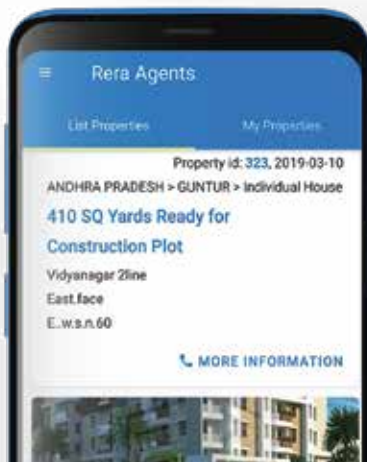 Rera Agents
List Properties
My Properties
Property id: 323, 2019-03-10
ANDHRA PRADESH > GUNTUR > Individual House
410 SQ Yards Ready for
Construction Plot
Vidyanagar 2line
East.face
E..w.s.n.60
MORE INFORMATION